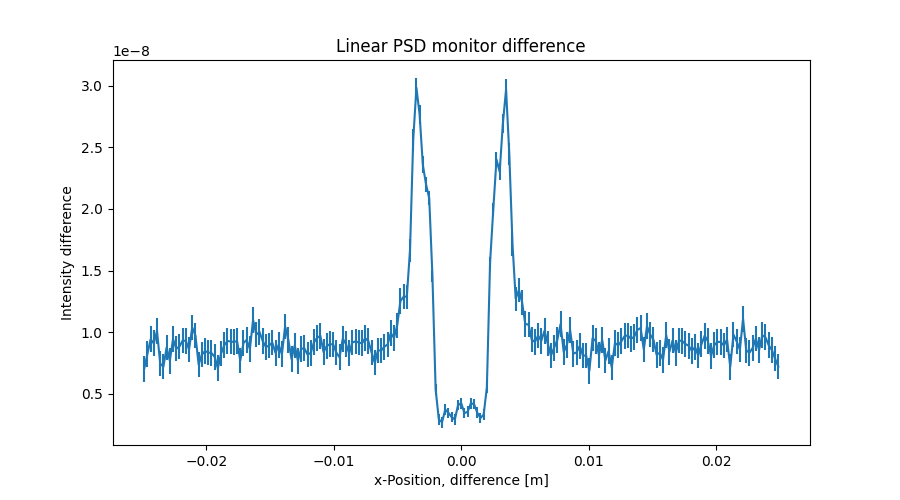 Linear PSD monitor difference
1e−8
3.0
2.5
2.0
1.5
1.0
0.5
Intensity difference
−0.02 −0.01 0.00 0.01 0.02
x-Position, difference [m]